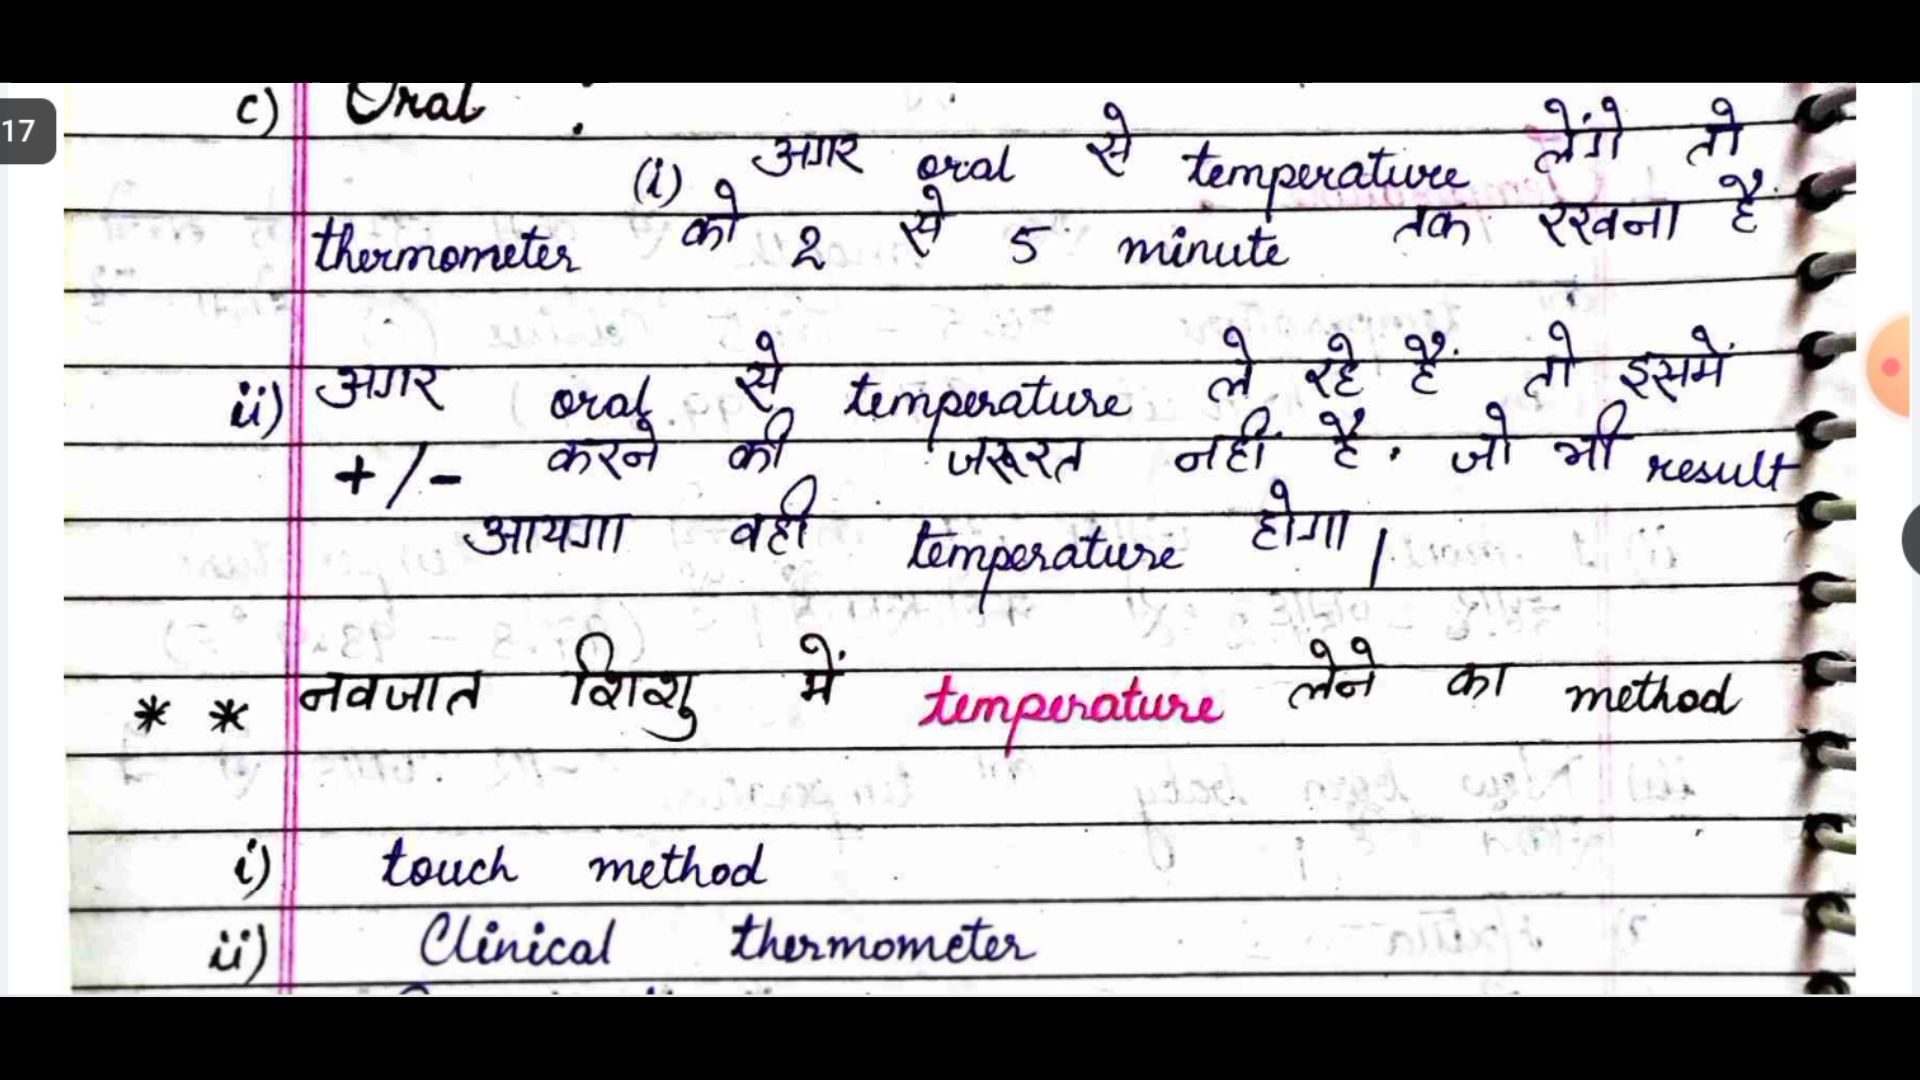 17
c) Oral :
(i) अगर oral से temperature लेंगे तो
thermometer को 2 से 5 minute तक रखना है
ii) अगर oral से temperature ले रहे हैं तो इसमें
+/- करने की जरूरत नहीं है. जो भी result
आयगा वही temperature होगा |
** नवजात शिशु में temperature लेने का method
i) touch method
ii) Clinical thermometer